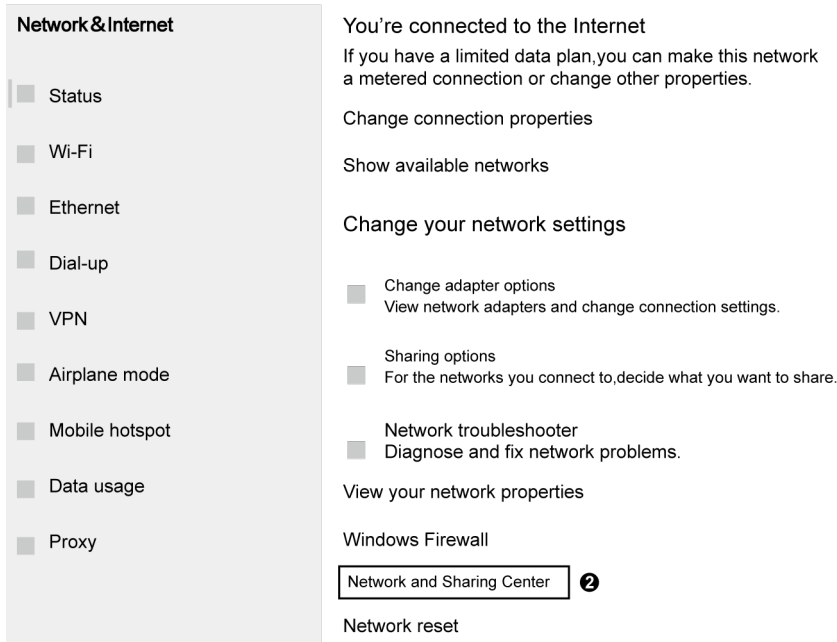 Network&Internet
Status
Wi-Fi
Ethernet
Dial-up
VPN
Airplane mode
Mobile hotspot
Data usage
Proxy
You're connected to the Internet
If you have a limited data plan,you can make this network
a metered connection or change other properties.
Change connection properties
Show available networks
Change your network settings
Change adapter options
View network adapters and change connection settings.
Sharing options
For the networks you connect to,decide what you want to share.
Network troubleshooter
Diagnose and fix network problems.
View your network properties
Windows Firewall
Network and Sharing Center ❷
Network reset